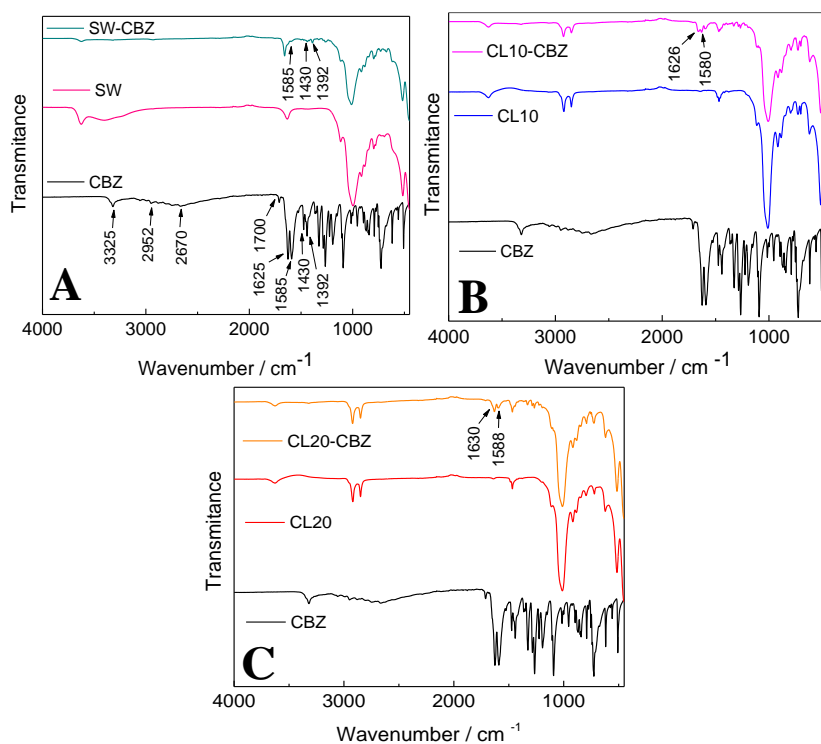 SW-CBZ
1585
1430
1392
SW
CBZ
3325
2952
2670
1700
1625
1585
1430
1392
A
Transmitance
4000
3000
2000
1000
Wavenumber / cm⁻¹
CL10-CBZ
1626
1580
CL10
CBZ
B
Transmitance
4000
3000
2000
1000
Wavenumber / cm⁻¹
CL20-CBZ
1630
1588
CL20
CBZ
C
Transmitance
4000
3000
2000
1000
Wavenumber / cm ⁻¹